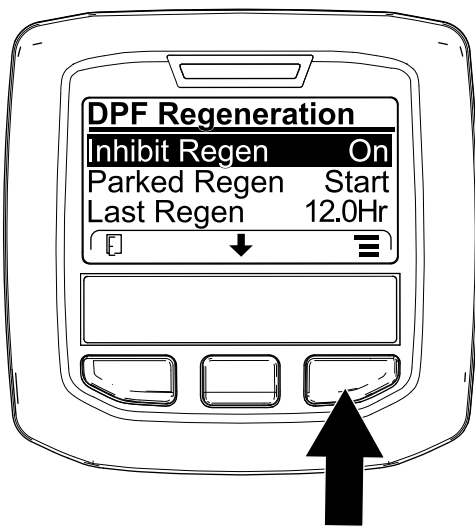 DPF Regeneration
Inhibit Regen On
Parked Regen Start
Last Regen 12.0Hr